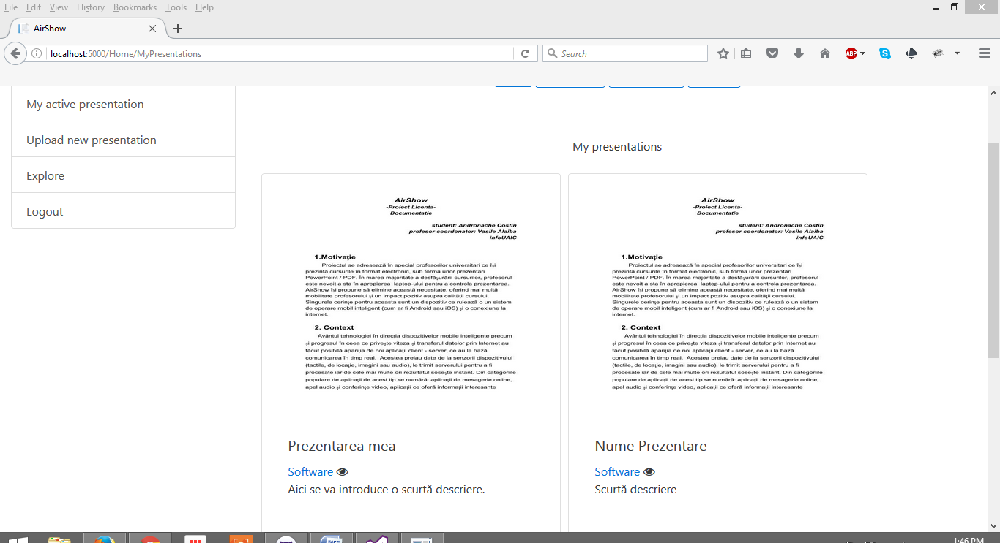 File Edit View History Bookmarks Tools Help
AirShow
localhost:5000/Home/MyPresentations
Search
ABP
My active presentation
Upload new presentation
Explore
Logout
My presentations
AirShow
-Proiect Licenta-
Documentatie
student: Andronache Costin
profesor coordonator: Vasile Alaiba
infoUAIC
1.Motivaţie
Proiectul se adresează în special profesorilor universitari ce îşi
prezintă cursurile în format electronic, sub forma unor prezentări
PowerPoint / PDF. În marea majoritate a desfăşurării cursurilor, profesorul
este nevoit a sta în apropierea laptop-ului pentru a controla prezentarea.
AirShow îşi propune să elimine această necesitate, oferind mai multă
mobilitate profesorului şi un impact pozitiv asupra calităţii cursului.
Singurele cerinţe pentru aceasta sunt un dispozitiv ce rulează o un sistem
de operare mobil inteligent (cum ar fi Android sau iOS) şi o conexiune la
internet.
2. Context
Avântul tehnologiei în direcţia dispozitivelor mobile inteligente precum
şi progresul în ceea ce priveşte viteza şi transferul datelor prin Internet au
făcut posibilă apariţia de noi aplicaţii client - server, ce au la bază
comunicarea în timp real. Acestea preiau date de la senzorii dispozitivului
(tactile, de locaţie, imagini sau audio), le trimit serverului pentru a fi
procesate iar de cele mai multe ori rezultatul soseşte instant. Din categoriile
populare de aplicaţii de acest tip se numără: aplicaţii de mesagerie online,
apel audio şi conferinţe video, aplicaţii ce oferă informaţii interesante
Prezentarea mea
Software
Aici se va introduce o scurtă descriere.
AirShow
-Proiect Licenta-
Documentatie
student: Andronache Costin
profesor coordonator: Vasile Alaiba
infoUAIC
1.Motivaţie
Proiectul se adresează în special profesorilor universitari ce îşi
prezintă cursurile în format electronic, sub forma unor prezentări
PowerPoint / PDF. În marea majoritate a desfăşurării cursurilor, profesorul
este nevoit a sta în apropierea laptop-ului pentru a controla prezentarea.
AirShow îşi propune să elimine această necesitate, oferind mai multă
mobilitate profesorului şi un impact pozitiv asupra calităţii cursului.
Singurele cerinţe pentru aceasta sunt un dispozitiv ce rulează o un sistem
de operare mobil inteligent (cum ar fi Android sau iOS) şi o conexiune la
internet.
2. Context
Avântul tehnologiei în direcţia dispozitivelor mobile inteligente precum
şi progresul în ceea ce priveşte viteza şi transferul datelor prin Internet au
făcut posibilă apariţia de noi aplicaţii client - server, ce au la bază
comunicarea în timp real. Acestea preiau date de la senzorii dispozitivului
(tactile, de locaţie, imagini sau audio), le trimit serverului pentru a fi
procesate iar de cele mai multe ori rezultatul soseşte instant. Din categoriile
populare de aplicaţii de acest tip se numără: aplicaţii de mesagerie online,
apel audio şi conferinţe video, aplicaţii ce oferă informaţii interesante
Nume Prezentare
Software
Scurtă descriere
1:46 PM